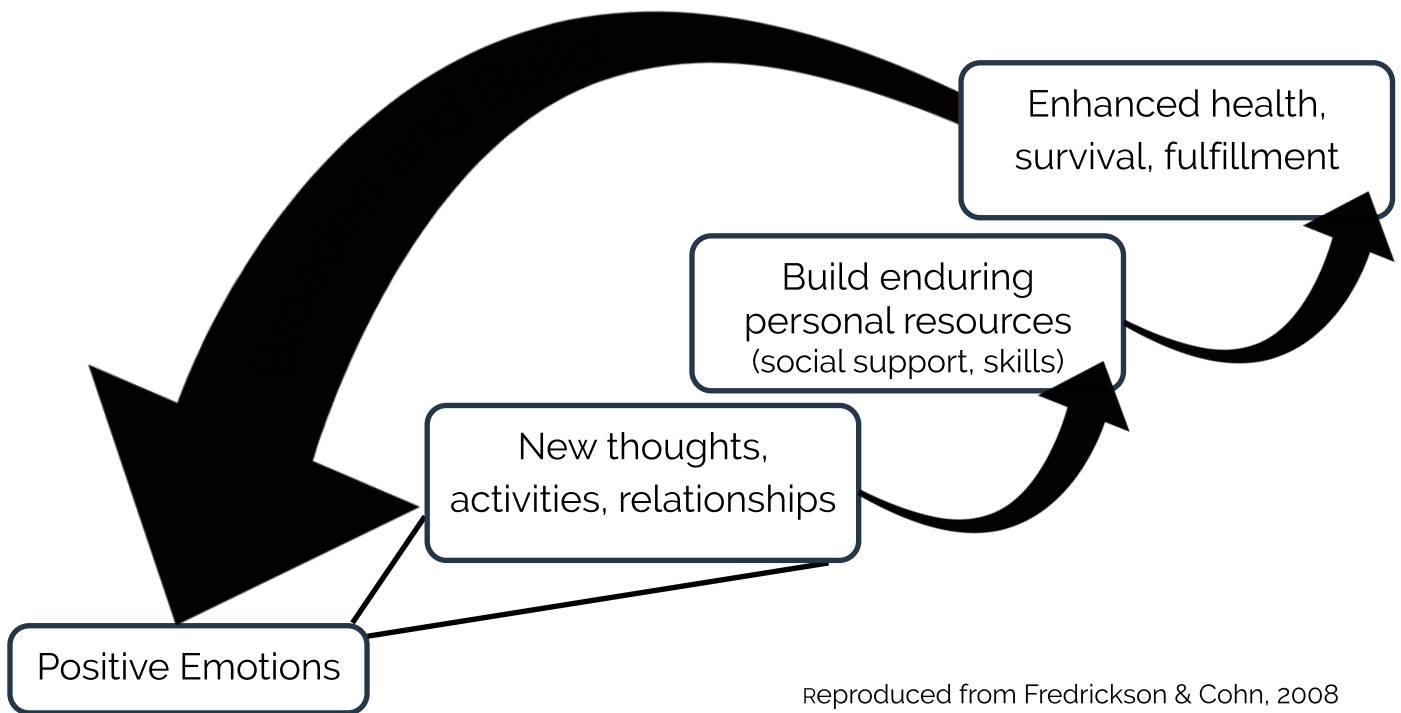 Broaden and Build
Enhanced health,
survival, fulfillment
Build enduring
personal resources
(social support, skills)
New thoughts,
activities, relationships
Positive Emotions
Reproduced from Fredrickson & Cohn, 2008